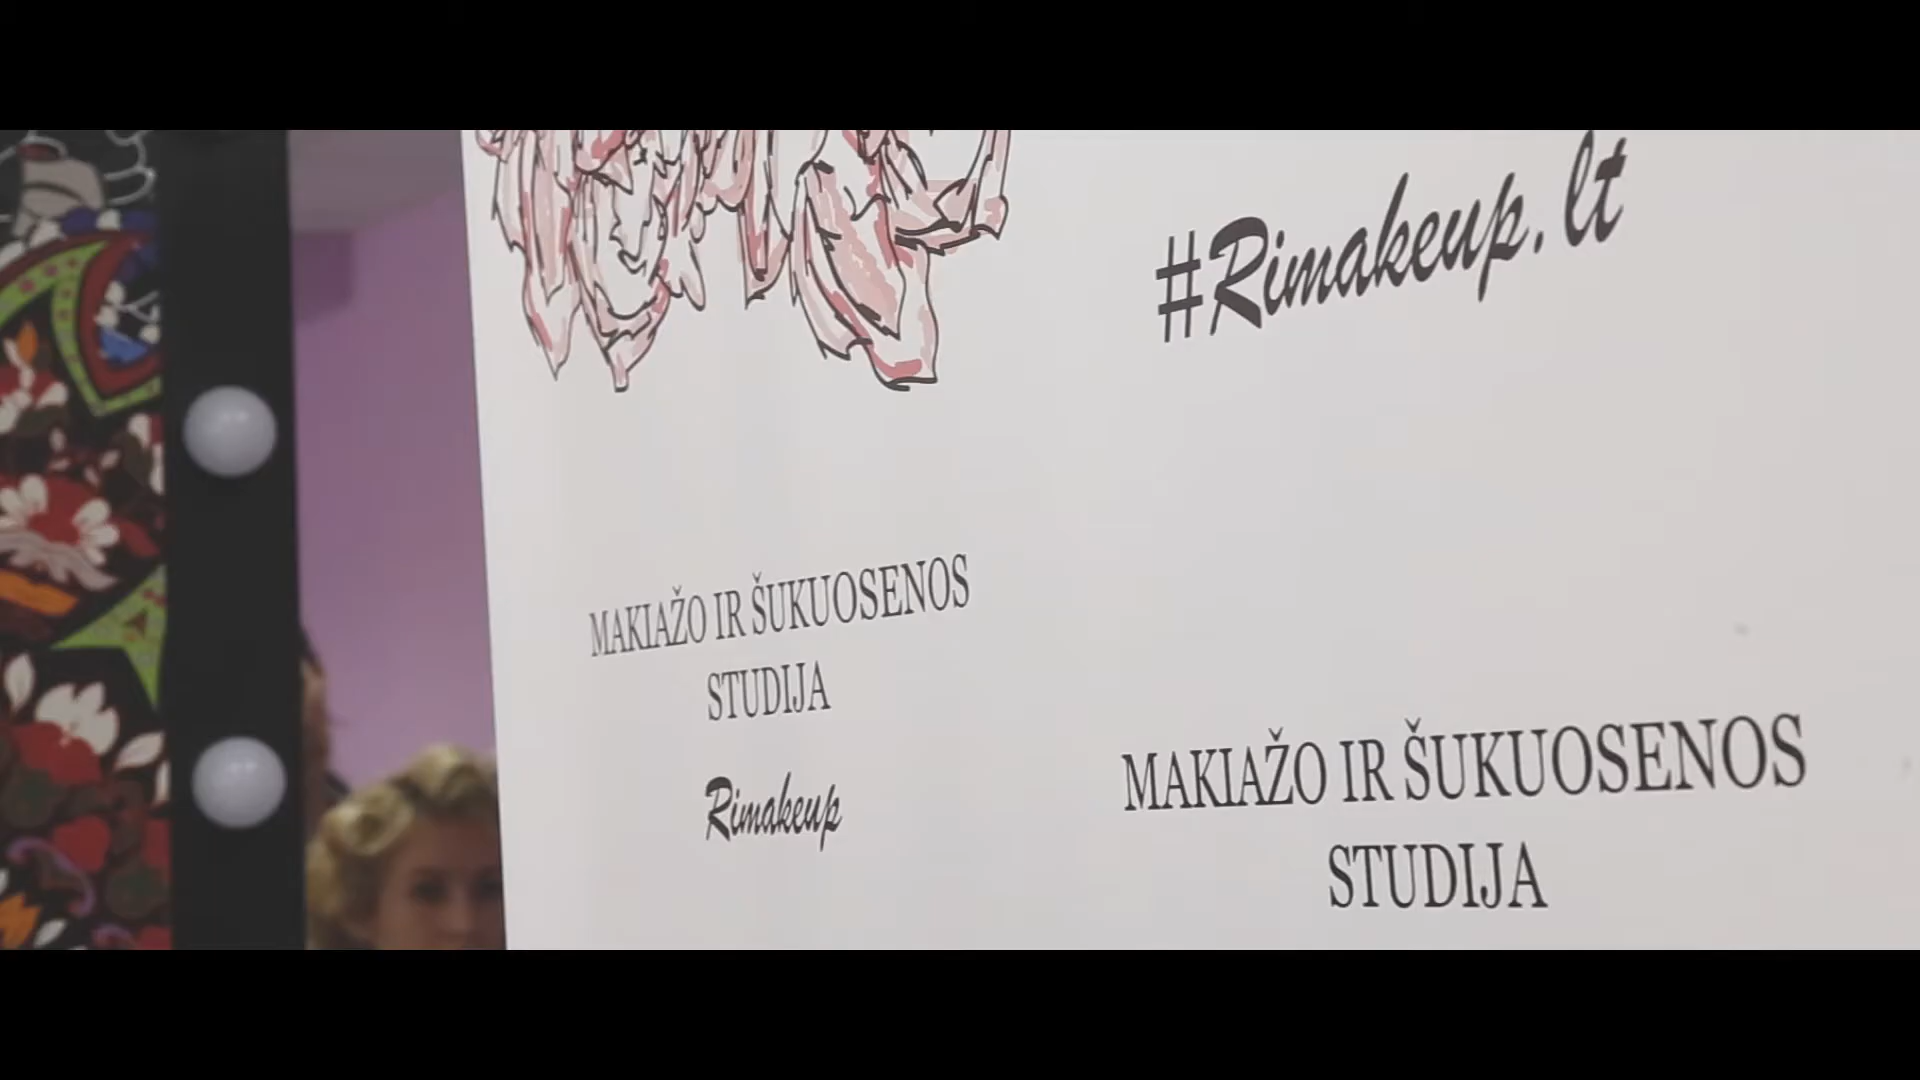 #Rimakeup.lt
MAKIAŽO IR ŠUKUOSENOS
STUDIJA
Rimakeup
MAKIAŽO IR ŠUKUOSENOS
STUDIJA